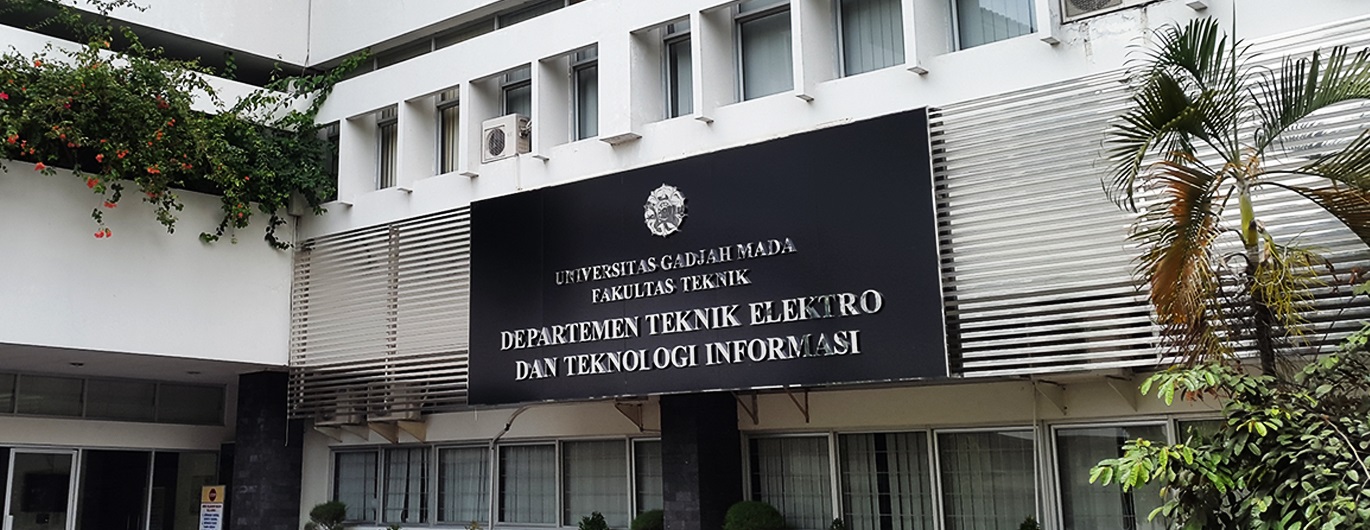 UNIVERSITAS GADJAH MADA
FAKULTAS TEKNIK
DEPARTEMEN TEKNIK ELEKTRO
DAN TEKNOLOGI INFORMASI